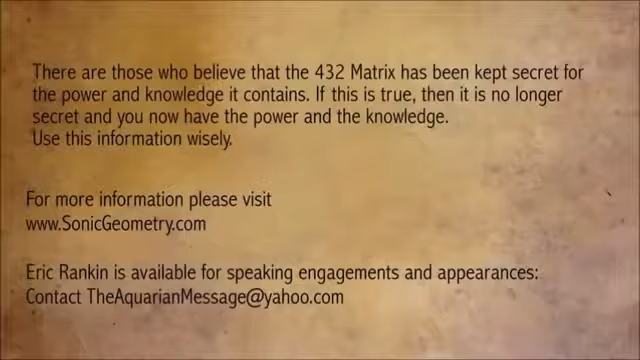 There are those who believe that the 432 Matrix has been kept secret for
the power and knowledge it contains. If this is true, then it is no longer
secret and you now have the power and the knowledge.
Use this information wisely.
For more information please visit
www.SonicGeometry.com
Eric Rankin is available for speaking engagements and appearances:
Contact TheAquarianMessage@yahoo.com